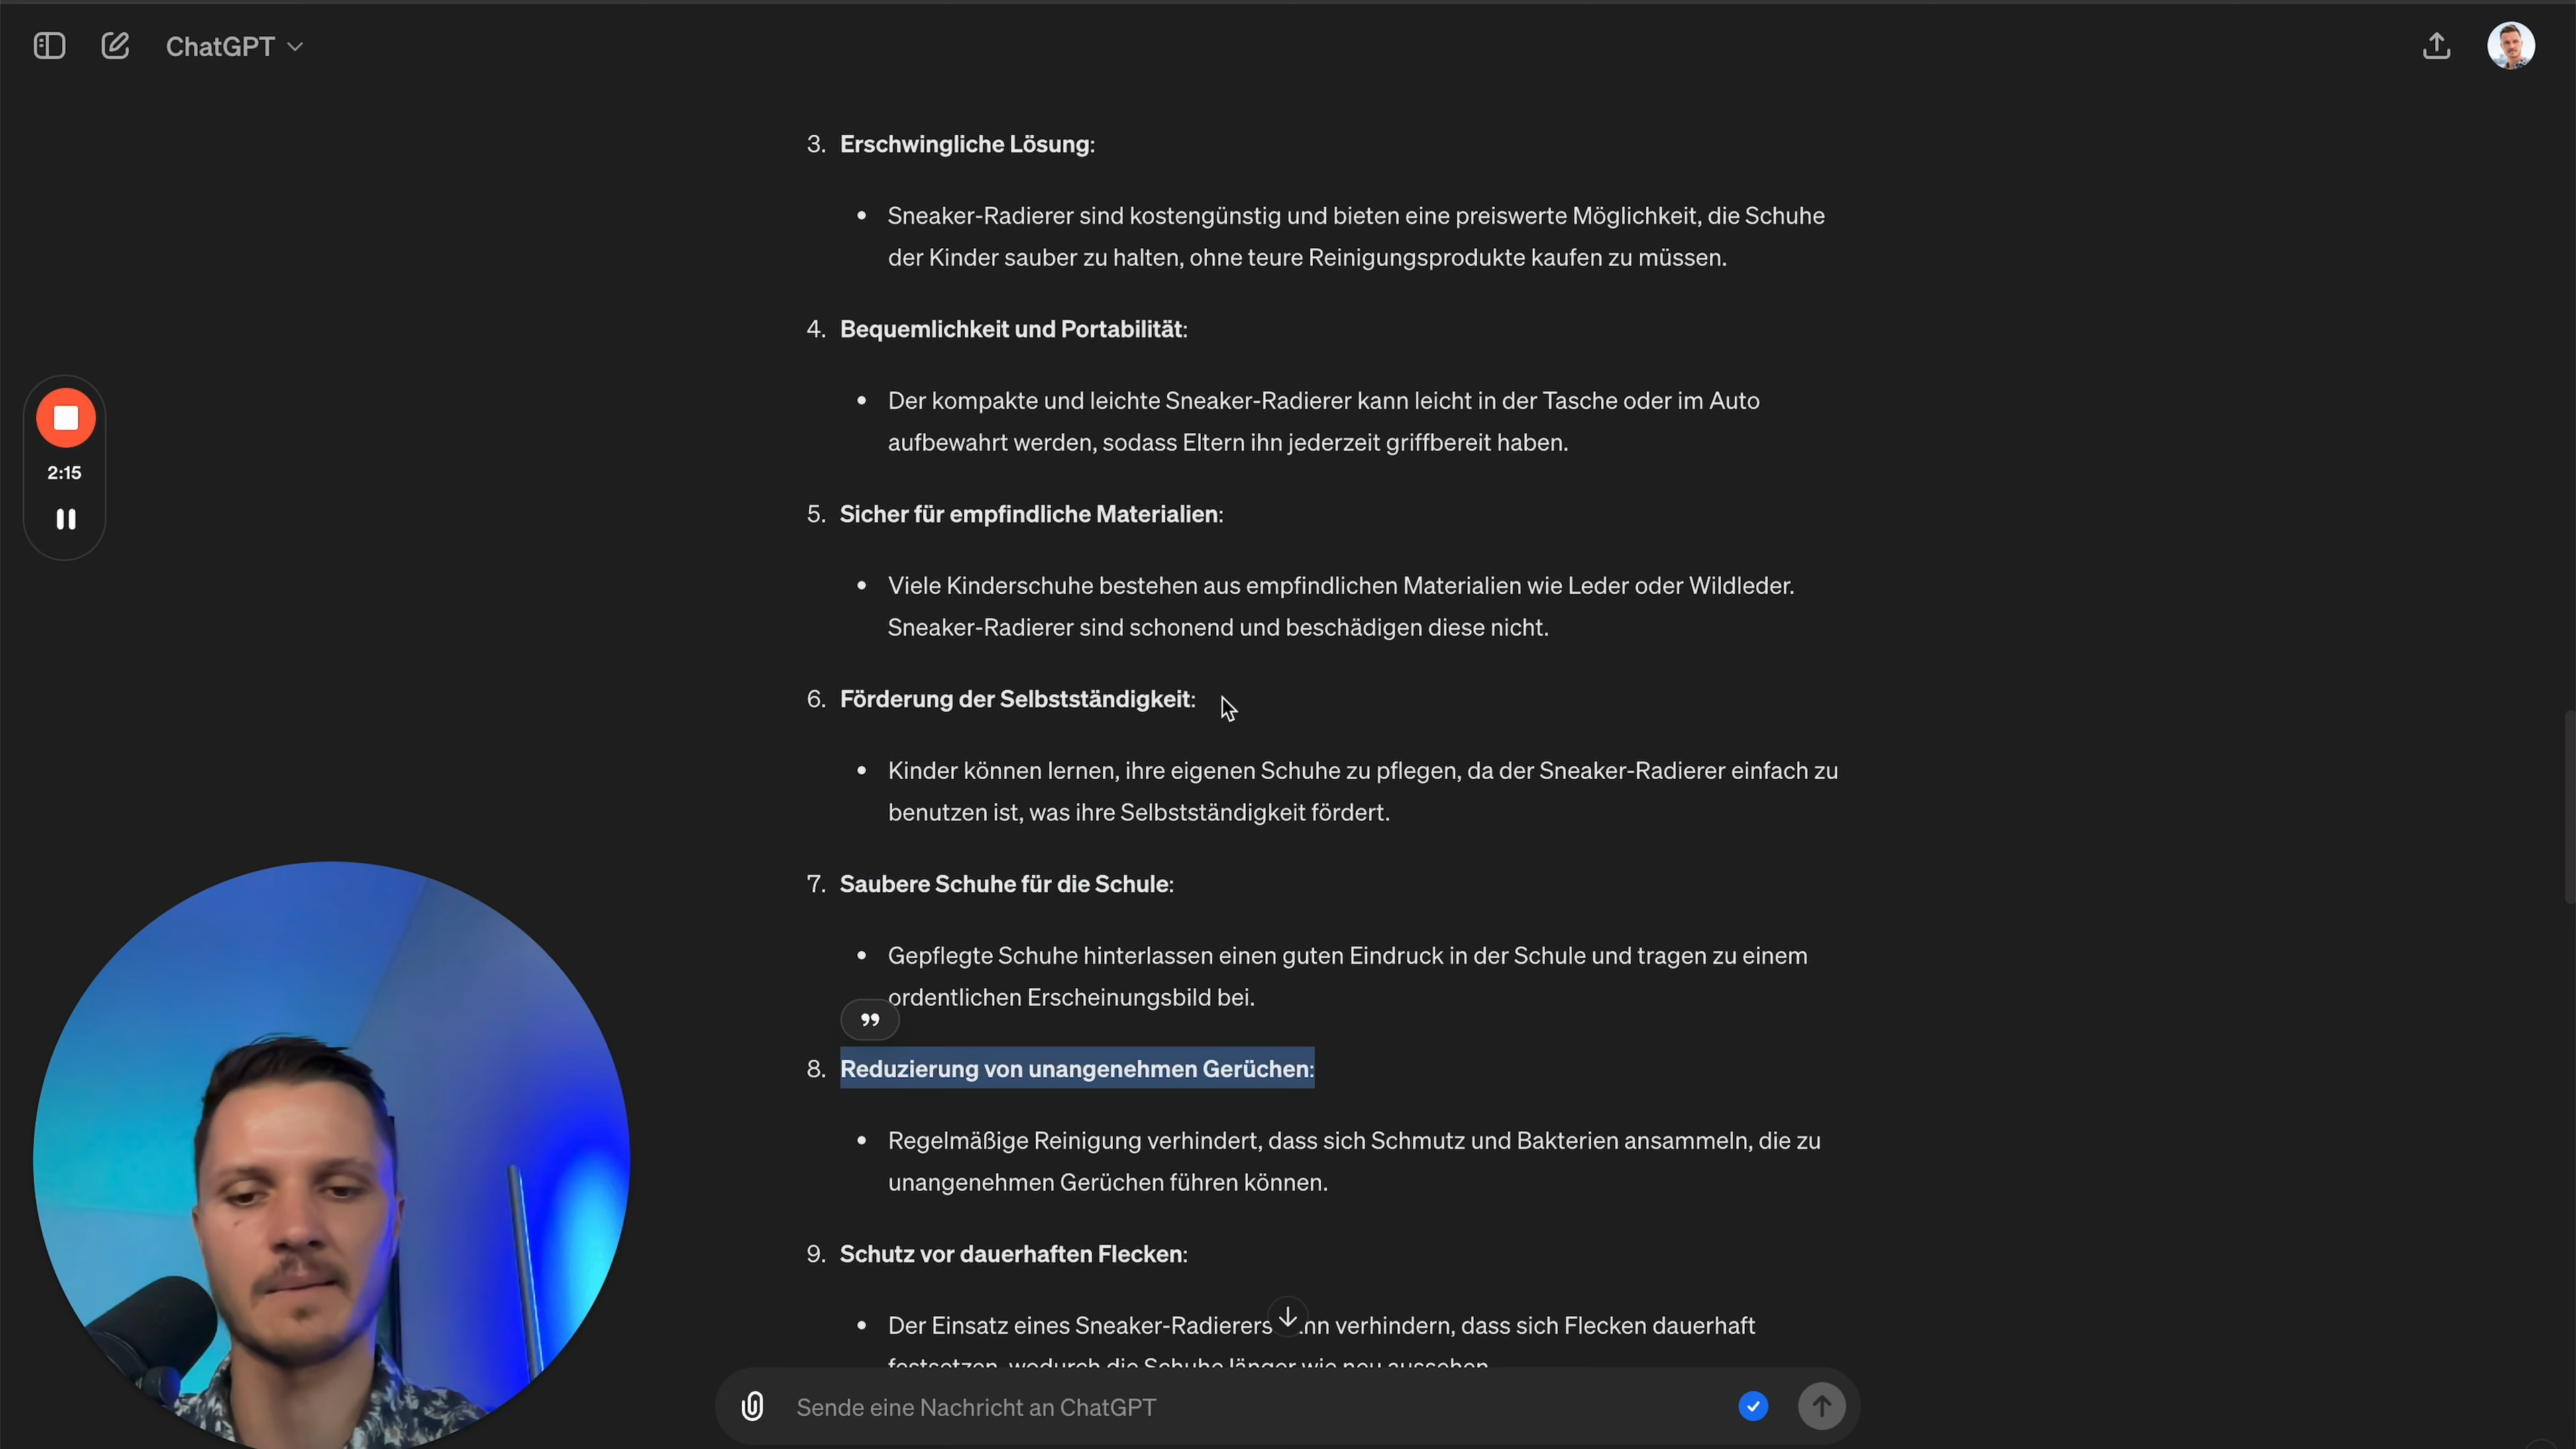 ChatGPT
3. Erschwingliche Lösung:
• Sneaker-Radierer sind kostengünstig und bieten eine preiswerte Möglichkeit, die Schuhe
der Kinder sauber zu halten, ohne teure Reinigungsprodukte kaufen zu müssen.
4. Bequemlichkeit und Portabilität:
• Der kompakte und leichte Sneaker-Radierer kann leicht in der Tasche oder im Auto
aufbewahrt werden, sodass Eltern ihn jederzeit griffbereit haben.
2:15
5. Sicher für empfindliche Materialien:
• Viele Kinderschuhe bestehen aus empfindlichen Materialien wie Leder oder Wildleder.
Sneaker-Radierer sind schonend und beschädigen diese nicht.
6. Förderung der Selbstständigkeit:
• Kinder können lernen, ihre eigenen Schuhe zu pflegen, da der Sneaker-Radierer einfach zu
benutzen ist, was ihre Selbstständigkeit fördert.
7. Saubere Schuhe für die Schule:
• Gepflegte Schuhe hinterlassen einen guten Eindruck in der Schule und tragen zu einem
ordentlichen Erscheinungsbild bei.
8. Reduzierung von unangenehmen Gerüchen:
• Regelmäßige Reinigung verhindert, dass sich Schmutz und Bakterien ansammeln, die zu
unangenehmen Gerüchen führen können.
9. Schutz vor dauerhaften Flecken:
• Der Einsatz eines Sneaker-Radierers verhindern, dass sich Flecken dauerhaft
festsetzen, wodurch die Schuhe länger wie neu aussehen
Sende eine Nachricht an ChatGPT